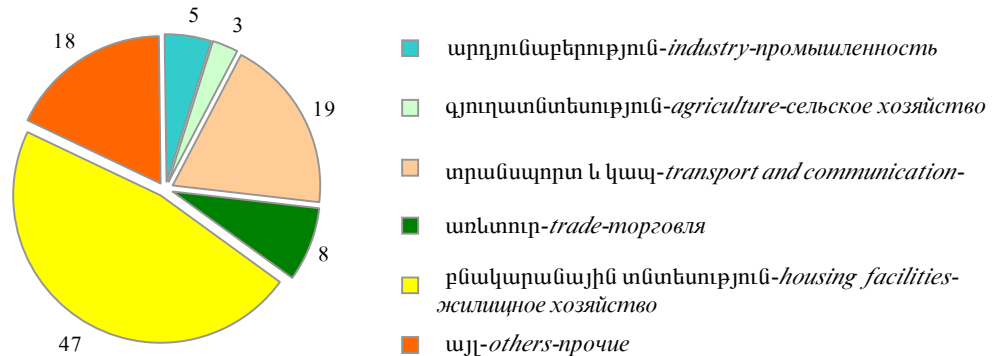 5
3
18
19
8
47
արդյունաբերություն-industry-промышленность
գյուղատնտեսություն-agriculture-сельское хозяйство
տրանսպորտ և կապ-transport and communication-
առևտուր-trade-торговля
բնակարանային տնտեսություն-housing facilities-
жилищное хозяйство
այլ-others-прочие